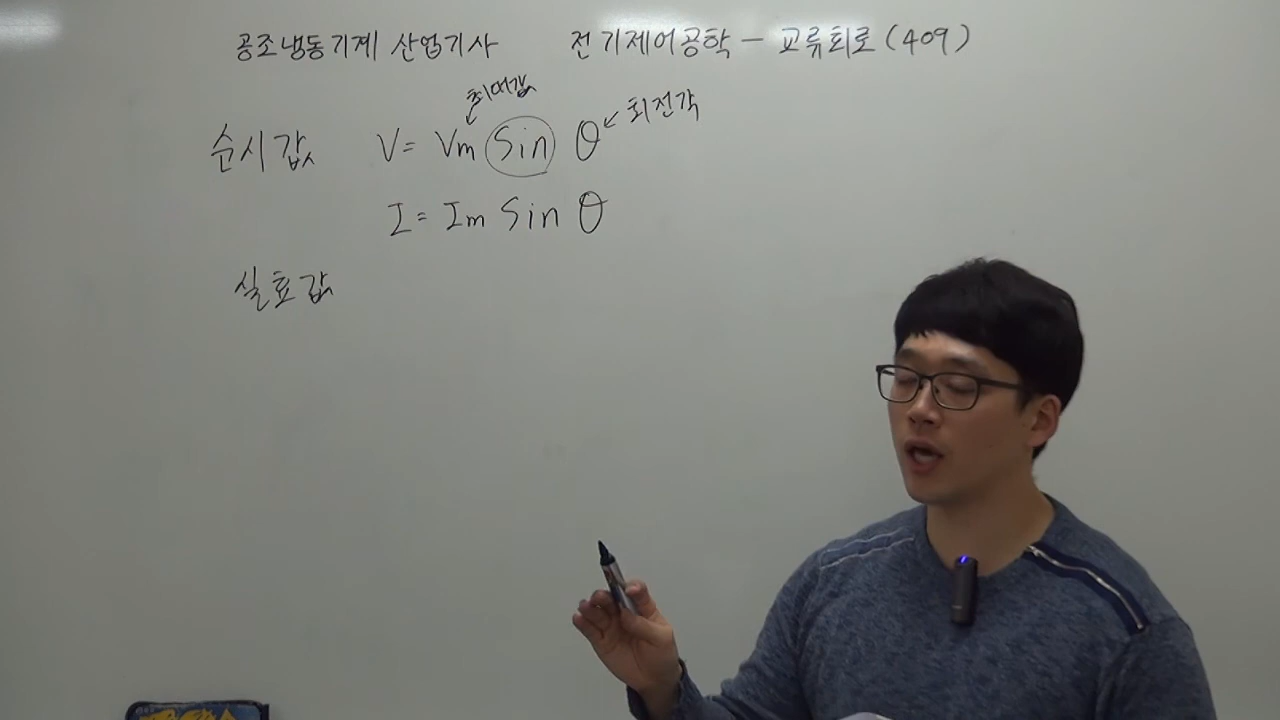 공조냉동기계 산업기사 전기제어공학 - 교류회로(409)
최대값
회전각
순시값 V= Vm Sin θ
I= Im Sin θ
실효값